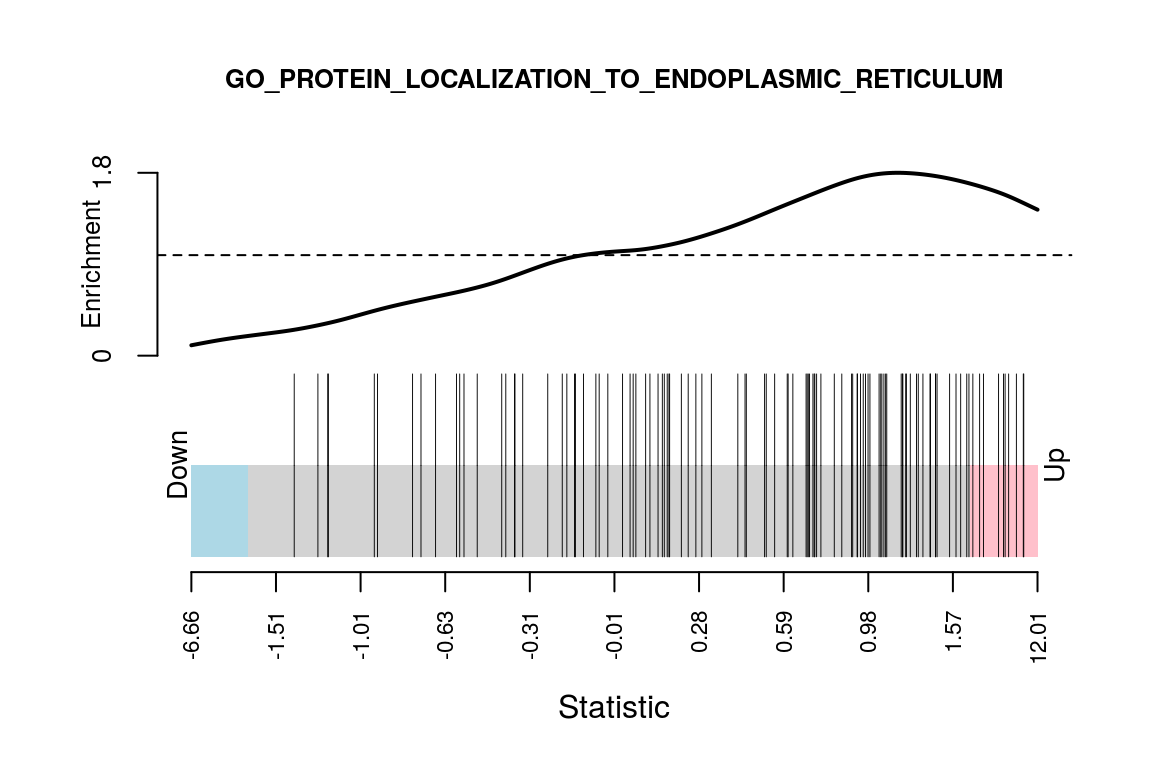 GO_PROTEIN_LOCALIZATION_TO_ENDOPLASMIC_RETICULUM
1.8
Enrichment
0
Down
Up
-6.66
-1.51
-1.01
-0.63
-0.31
-0.01
0.28
0.59
0.98
1.57
12.01
Statistic